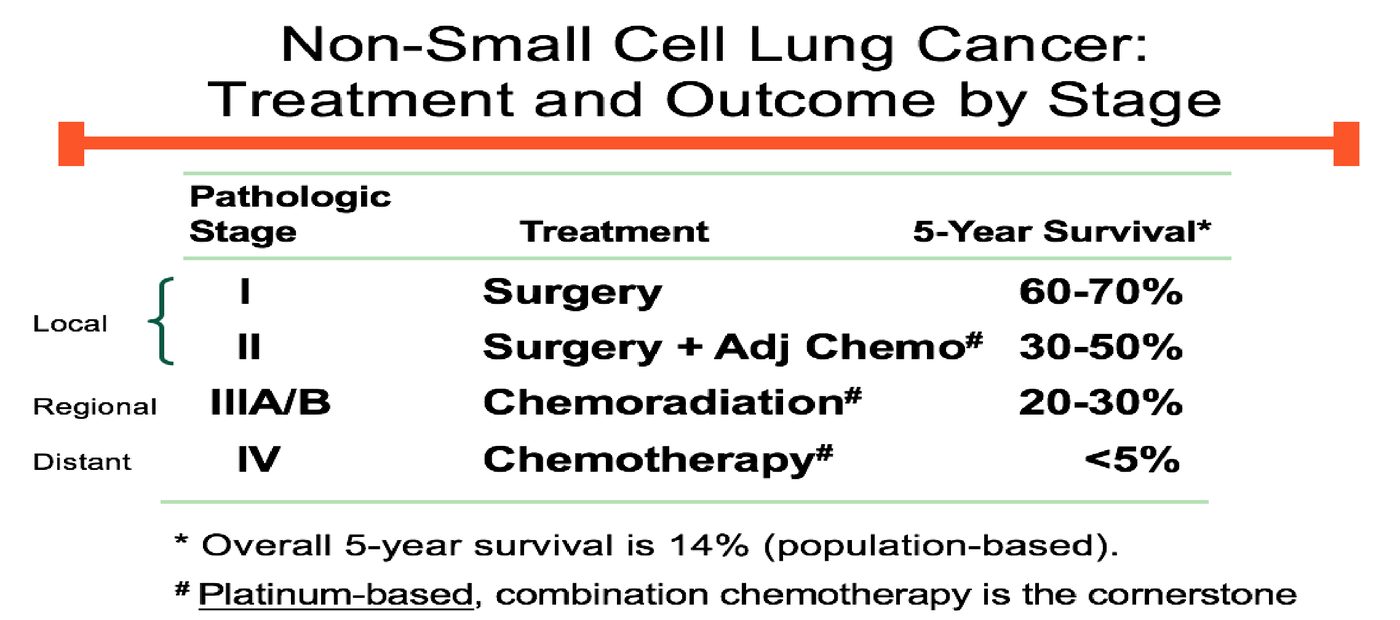 Non-Small Cell Lung Cancer:
Treatment and Outcome by Stage
Pathologic
Stage Treatment 5-Year Survival*
I Surgery 60-70%
Local
II Surgery + Adj Chemo# 30-50%
Regional IIIA/B Chemoradiation# 20-30%
Distant IV Chemotherapy# <5%
* Overall 5-year survival is 14% (population-based).
# Platinum-based, combination chemotherapy is the cornerstone